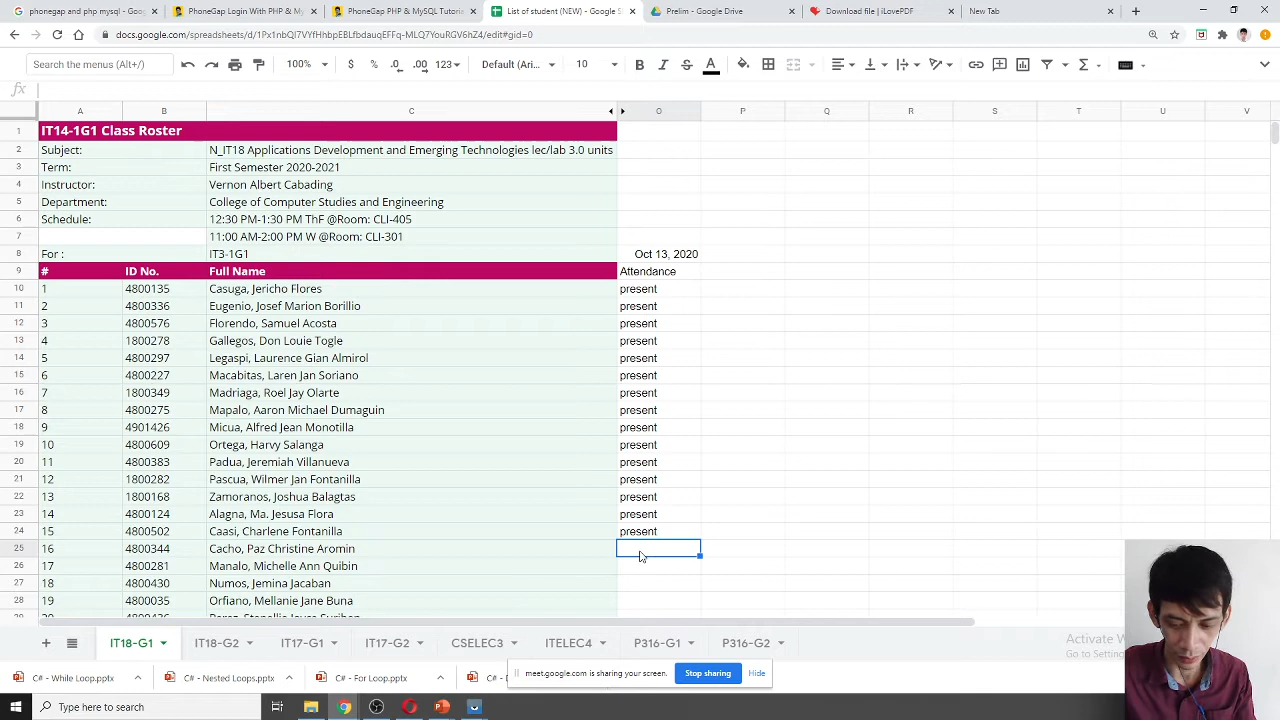 phonegap and php mysql - Goog
PhoneGap Login With PHP & M
PhoneGap PHP & MySQL Tutoria
List of student (NEW) - Google S
Prelim - Google Drive
Download file | iLovePDF
New Tab
docs.google.com/spreadsheets/d/1Px1nbQI7VYfHhbpEBLfbdauqEEFq-MLQ7YouRGV6hZ4/edit#gid=0
Search the menus (Alt+/)
100%
$ % .0 .00 123
Default (Ari...
10
B I S A
fx
A B C O P Q R S T U V
1 IT14-1G1 Class Roster
2 Subject: N_IT18 Applications Development and Emerging Technologies lec/lab 3.0 units
3 Term: First Semester 2020-2021
4 Instructor: Vernon Albert Cabading
5 Department: College of Computer Studies and Engineering
6 Schedule: 12:30 PM-1:30 PM ThF @Room: CLI-405
7 11:00 AM-2:00 PM W @Room: CLI-301
8 For : IT3-1G1 Oct 13, 2020
9 # ID No. Full Name Attendance
10 1 4800135 Casuga, Jericho Flores present
11 2 4800336 Eugenio, Josef Marion Borillio present
12 3 4800576 Florendo, Samuel Acosta present
13 4 1800278 Gallegos, Don Louie Togle present
14 5 4800297 Legaspi, Laurence Gian Almirol present
15 6 4800227 Macabitas, Laren Jan Soriano present
16 7 1800349 Madriaga, Roel Jay Olarte present
17 8 4800275 Mapalo, Aaron Michael Dumaguin present
18 9 4901426 Micua, Alfred Jean Monotilla present
19 10 4800609 Ortega, Harvy Salanga present
20 11 4800383 Padua, Jeremiah Villanueva present
21 12 1800282 Pascua, Wilmer Jan Fontanilla present
22 13 1800168 Zamoranos, Joshua Balagtas present
23 14 4800124 Alagna, Ma. Jesusa Flora present
24 15 4800502 Caasi, Charlene Fontanilla present
25 16 4800344 Cacho, Paz Christine Aromin
26 17 4800281 Manalo, Michelle Ann Quibin
27 18 4800430 Numos, Jemina Jacaban
28 19 4800035 Orfiano, Mellanie Jane Buna
IT18-G1
IT18-G2
IT17-G1
IT17-G2
CSELEC3
ITELEC4
P316-G1
P316-G2
Activate W
Go to Setting
C# - While Loop.pptx
C# - Nested Loops.pptx
C# - For Loop.pptx
C# -
meet.google.com is sharing your screen.
Stop sharing
Hide
Type here to search